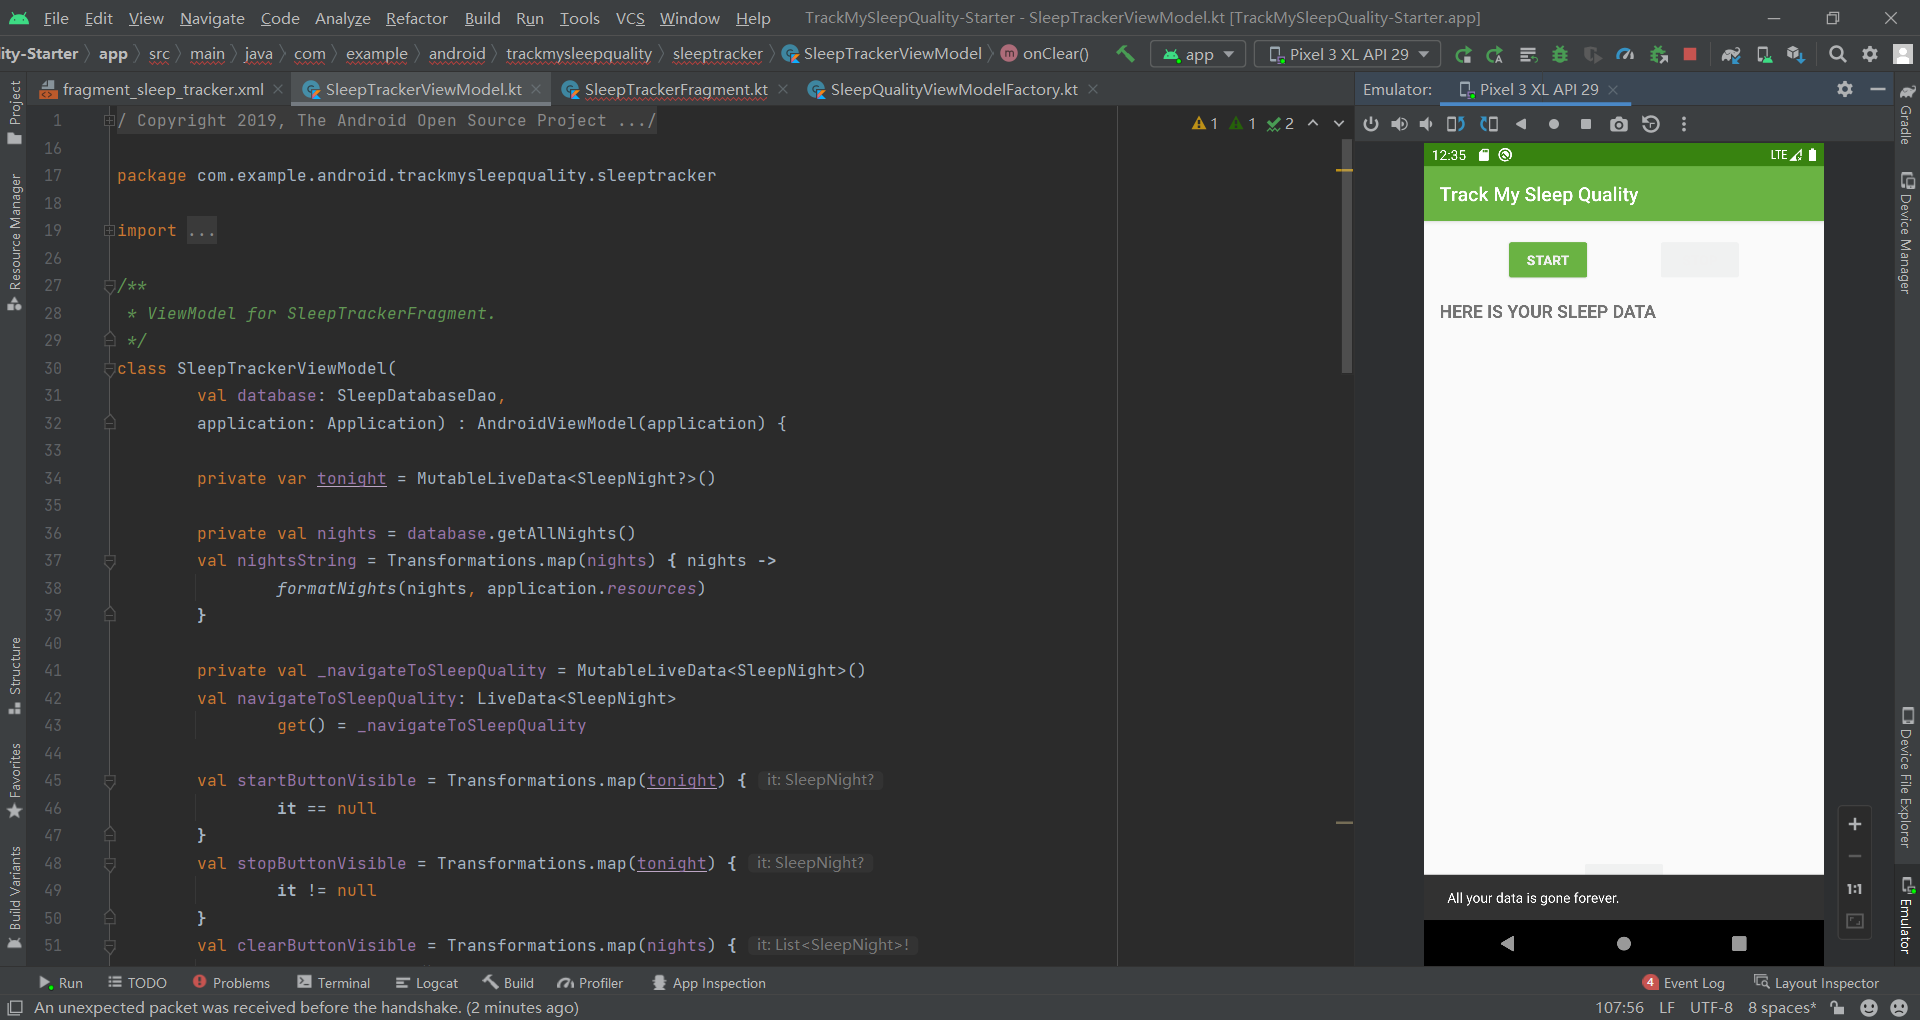 File Edit View Navigate Code Analyze Refactor Build Run Tools VCS Window Help TrackMySleepQuality-Starter - SleepTrackerViewModel.kt [TrackMySleepQuality-Starter.app]
ity-Starter app src main java com example android trackmysleepquality sleeptracker SleepTrackerViewModel m onClear() app Pixel 3 XL API 29
fragment_sleep_tracker.xml SleepTrackerViewModel.kt SleepTrackerFragment.kt SleepQualityViewModelFactory.kt Emulator: Pixel 3 XL API 29
Project
Resource Manager
Structure
Favorites
Build Variants
1 / Copyright 2019, The Android Open Source Project .../
1 1 2
16
17 package com.example.android.trackmysleepquality.sleeptracker
18
19 import ...
26
27 /**
28 * ViewModel for SleepTrackerFragment.
29 */
30 class SleepTrackerViewModel(
31 val database: SleepDatabaseDao,
32 application: Application) : AndroidViewModel(application) {
33
34 private var tonight = MutableLiveData<SleepNight?>()
35
36 private val nights = database.getAllNights()
37 val nightsString = Transformations.map(nights) { nights ->
38 formatNights(nights, application.resources)
39 }
40
41 private val _navigateToSleepQuality = MutableLiveData<SleepNight>()
42 val navigateToSleepQuality: LiveData<SleepNight>
43 get() = _navigateToSleepQuality
44
45 val startButtonVisible = Transformations.map(tonight) { it: SleepNight?
46 it == null
47 }
48 val stopButtonVisible = Transformations.map(tonight) { it: SleepNight?
49 it != null
50 }
51 val clearButtonVisible = Transformations.map(nights) { it: List<SleepNight>!
12:35 LTE
Track My Sleep Quality
START
HERE IS YOUR SLEEP DATA
All your data is gone forever.
1:1
Gradle
Device Manager
Device File Explorer
Emulator
Run TODO Problems Terminal Logcat Build Profiler App Inspection 4 Event Log Layout Inspector
An unexpected packet was received before the handshake. (2 minutes ago) 107:56 LF UTF-8 8 spaces*